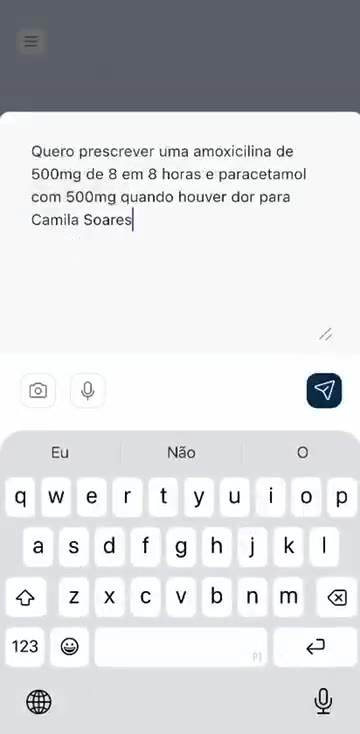 Quero prescrever uma amoxicilina de
500mg de 8 em 8 horas e paracetamol
com 500mg quando houver dor para
Camila Soares
Eu Não O
q w e r t y u i o p
a s d f g h j k l
z x c v b n m
123
PT